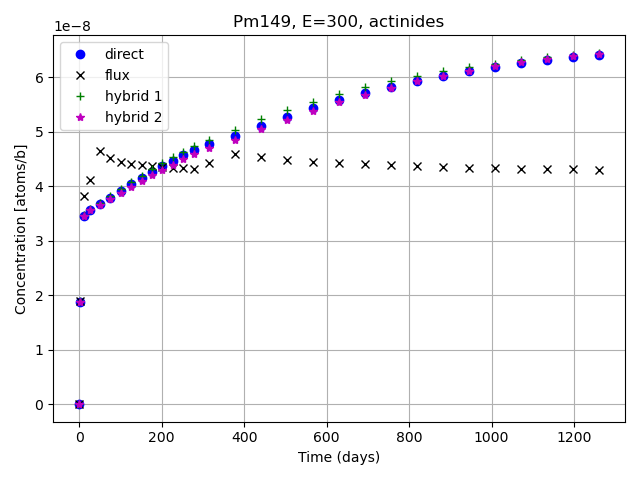 Pm149, E=300, actinides
1e−8
direct
flux
hybrid 1
hybrid 2
6
5
4
3
2
1
0
Concentration [atoms/b]
0 200 400 600 800 1000 1200
Time (days)